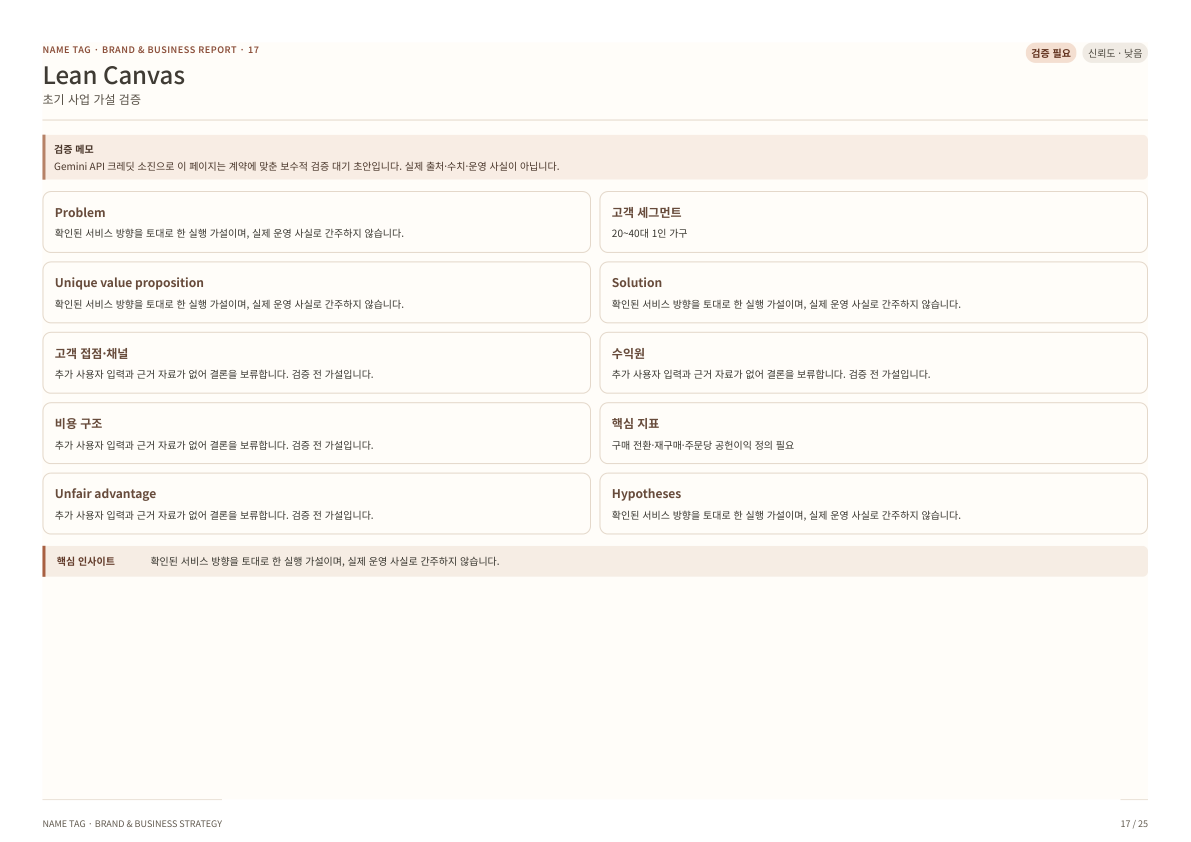 NAME TAG · BRAND & BUSINESS REPORT · 17
검증 필요
신뢰도 · 낮음
Lean Canvas
초기 사업 가설 검증
검증 메모
Gemini API 크레딧 소진으로 이 페이지는 계약에 맞춘 보수적 검증 대기 초안입니다. 실제 출처·수치·운영 사실이 아닙니다.
Problem
확인된 서비스 방향을 토대로 한 실행 가설이며, 실제 운영 사실로 간주하지 않습니다.
고객 세그먼트
20~40대 1인 가구
Unique value proposition
확인된 서비스 방향을 토대로 한 실행 가설이며, 실제 운영 사실로 간주하지 않습니다.
Solution
확인된 서비스 방향을 토대로 한 실행 가설이며, 실제 운영 사실로 간주하지 않습니다.
고객 접점·채널
추가 사용자 입력과 근거 자료가 없어 결론을 보류합니다. 검증 전 가설입니다.
수익원
추가 사용자 입력과 근거 자료가 없어 결론을 보류합니다. 검증 전 가설입니다.
비용 구조
추가 사용자 입력과 근거 자료가 없어 결론을 보류합니다. 검증 전 가설입니다.
핵심 지표
구매 전환·재구매·주문당 공헌이익 정의 필요
Unfair advantage
추가 사용자 입력과 근거 자료가 없어 결론을 보류합니다. 검증 전 가설입니다.
Hypotheses
확인된 서비스 방향을 토대로 한 실행 가설이며, 실제 운영 사실로 간주하지 않습니다.
핵심 인사이트 확인된 서비스 방향을 토대로 한 실행 가설이며, 실제 운영 사실로 간주하지 않습니다.
NAME TAG · BRAND & BUSINESS STRATEGY
17 / 25